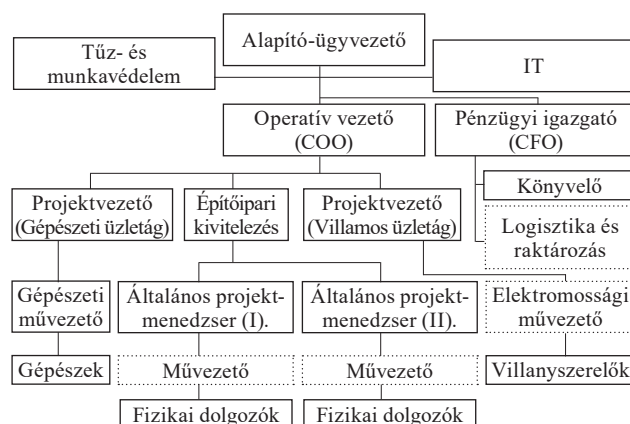 Alapító-ügyvezető
Tűz- és
munkavédelem
IT
Operatív vezető
(COO)
Pénzügyi igazgató
(CFO)
Könyvelő
Logisztika és
raktározás
Projektvezető
(Gépészeti üzletág)
Építőipari
kivitelezés
Projektvezető
(Villamos üzletág)
Gépészeti
művezető
Általános projekt-
menedzser (I).
Általános projekt-
menedzser (II).
Elektromossági
művezető
Gépészek
Művezető
Művezető
Villanyszerelők
Fizikai dolgozók
Fizikai dolgozók